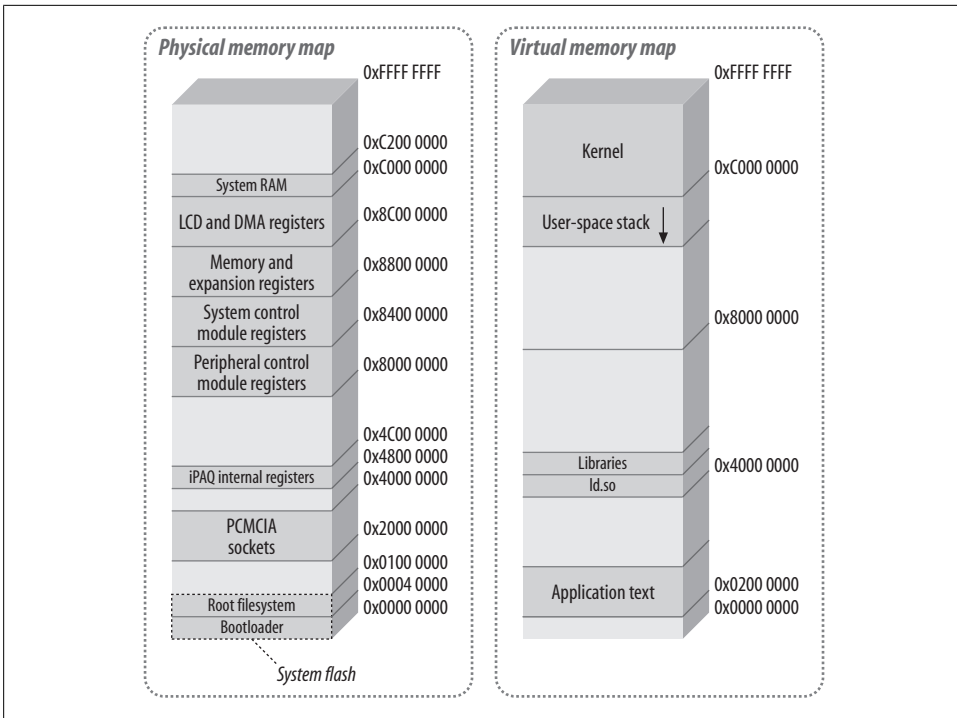 Physical memory map
0xFFFF FFFF
0xC200 0000
0xC000 0000
System RAM
LCD and DMA registers
0x8C00 0000
Memory and
expansion registers
0x8800 0000
System control
module registers
0x8400 0000
Peripheral control
module registers
0x8000 0000
0x4C00 0000
0x4800 0000
iPAQ internal registers
0x4000 0000
PCMCIA
sockets
0x2000 0000
0x0100 0000
0x0004 0000
Root filesystem
0x0000 0000
Bootloader
System flash
Virtual memory map
0xFFFF FFFF
Kernel
0xC000 0000
User-space stack
0x8000 0000
Libraries
0x4000 0000
ld.so
Application text
0x0200 0000
0x0000 0000